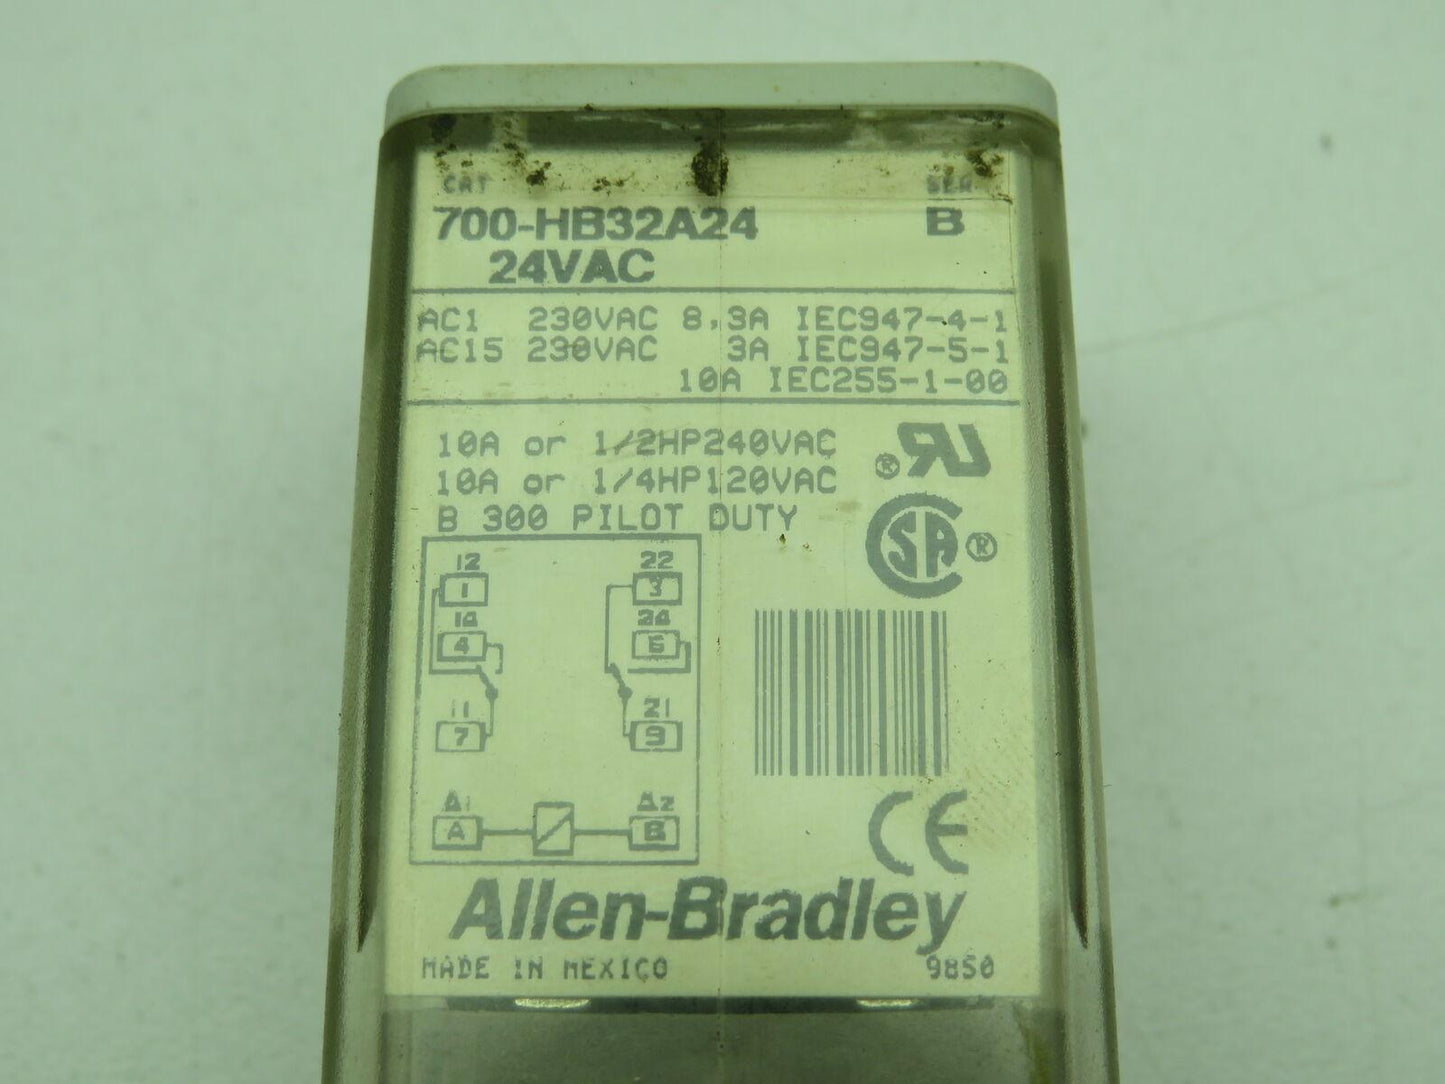 CAT SER
700-HB32A24 B
24VAC
AC1 230VAC 8,3A IEC947-4-1
AC15 230VAC 3A IEC947-5-1
10A IEC255-1-00
10A or 1/2HP240VAC
10A or 1/4HP120VAC
B 300 PILOT DUTY
SA ®
12 22
1 3
14 24
4 6
11 21
7 9
A1 A2
A B
CE
Allen-Bradley
MADE IN MEXICO 9850